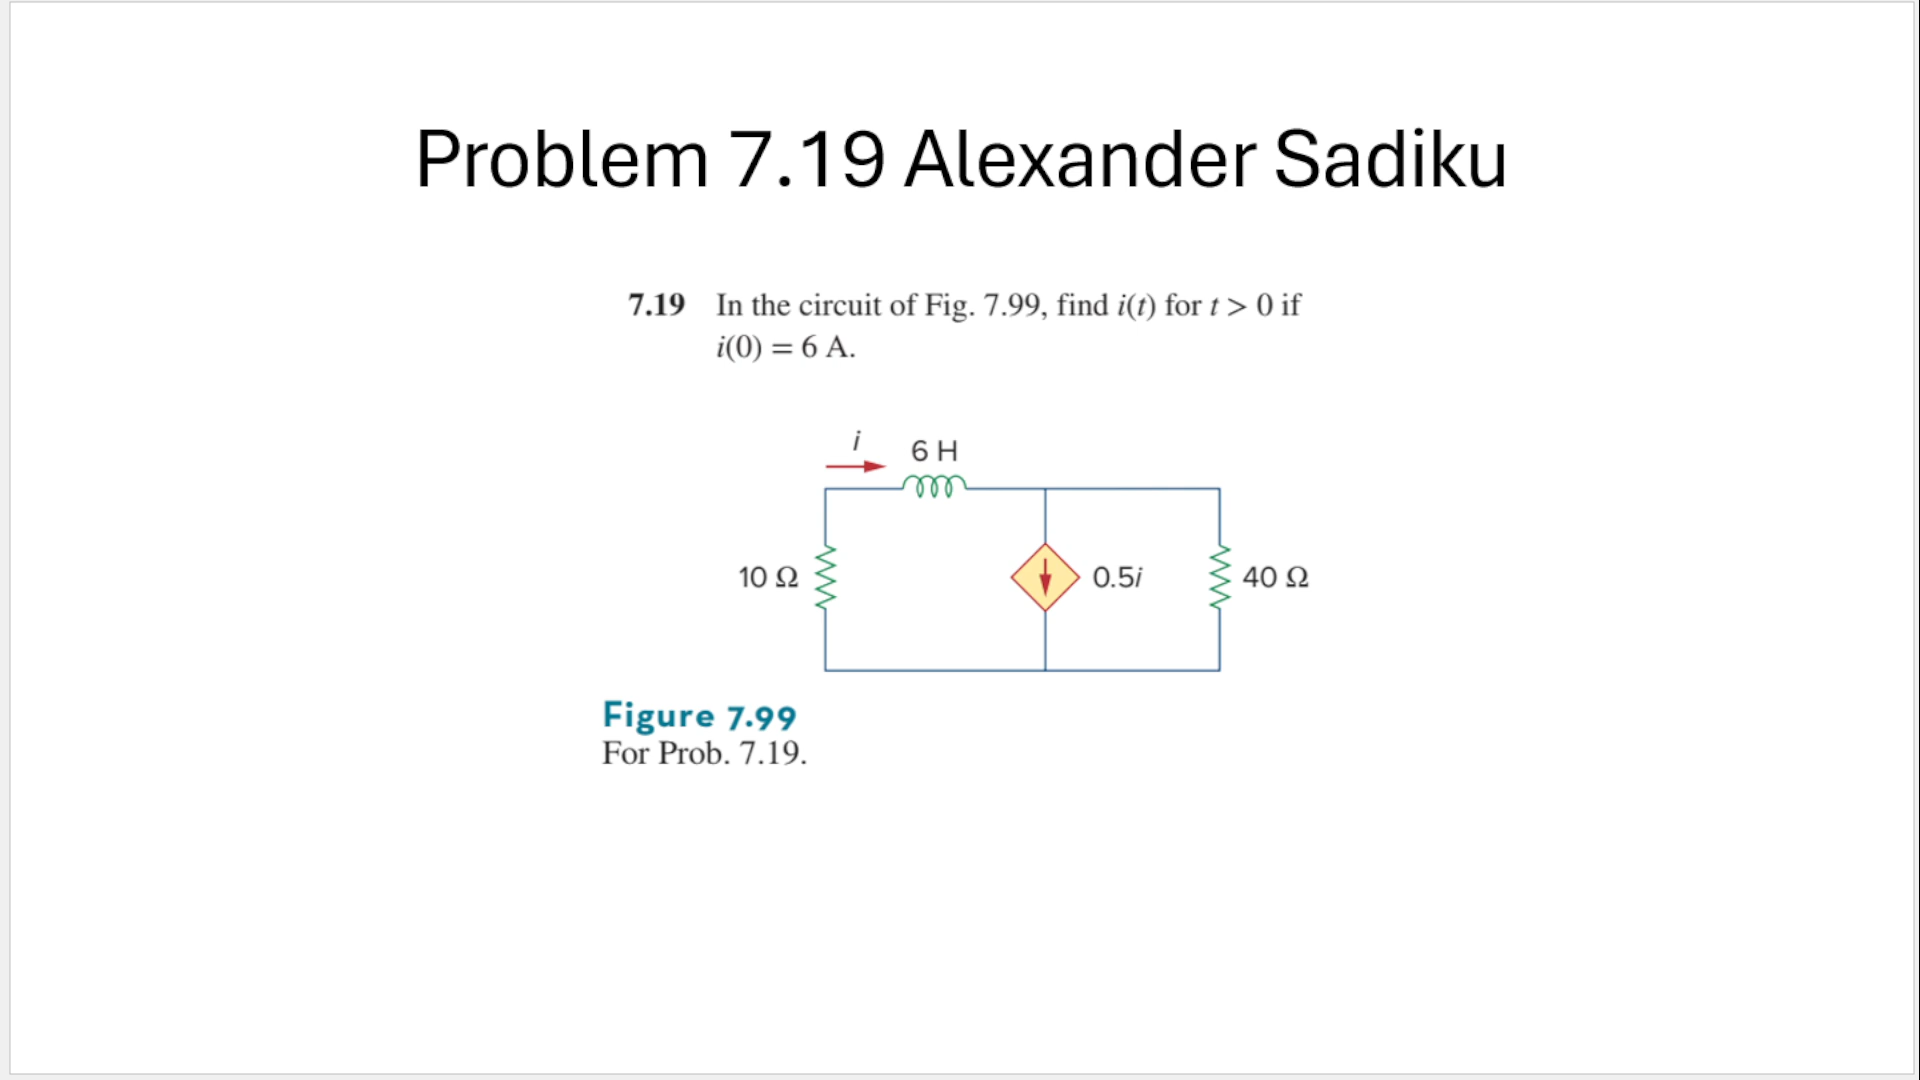 Problem 7.19 Alexander Sadiku
7.19 In the circuit of Fig. 7.99, find i(t) for t > 0 if
i(0) = 6 A.
i
6 H
10 Ω
0.5i
40 Ω
Figure 7.99
For Prob. 7.19.